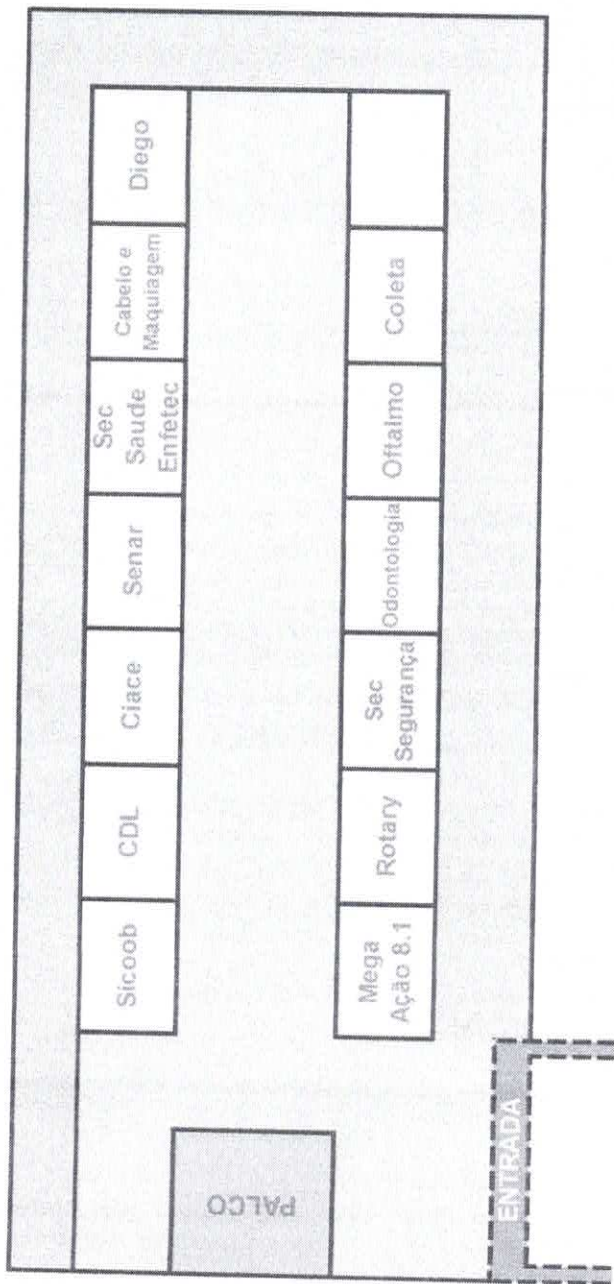 Diego
Cabelo e
Maquiagem
Sec
Saude
Enfetec
Senar
Ciace
CDL
Sicoob
Coleta
Oftalmo
Odontologia
Sec
Segurança
Rotary
Mega
Ação 8.1
PALCO
ENTRADA